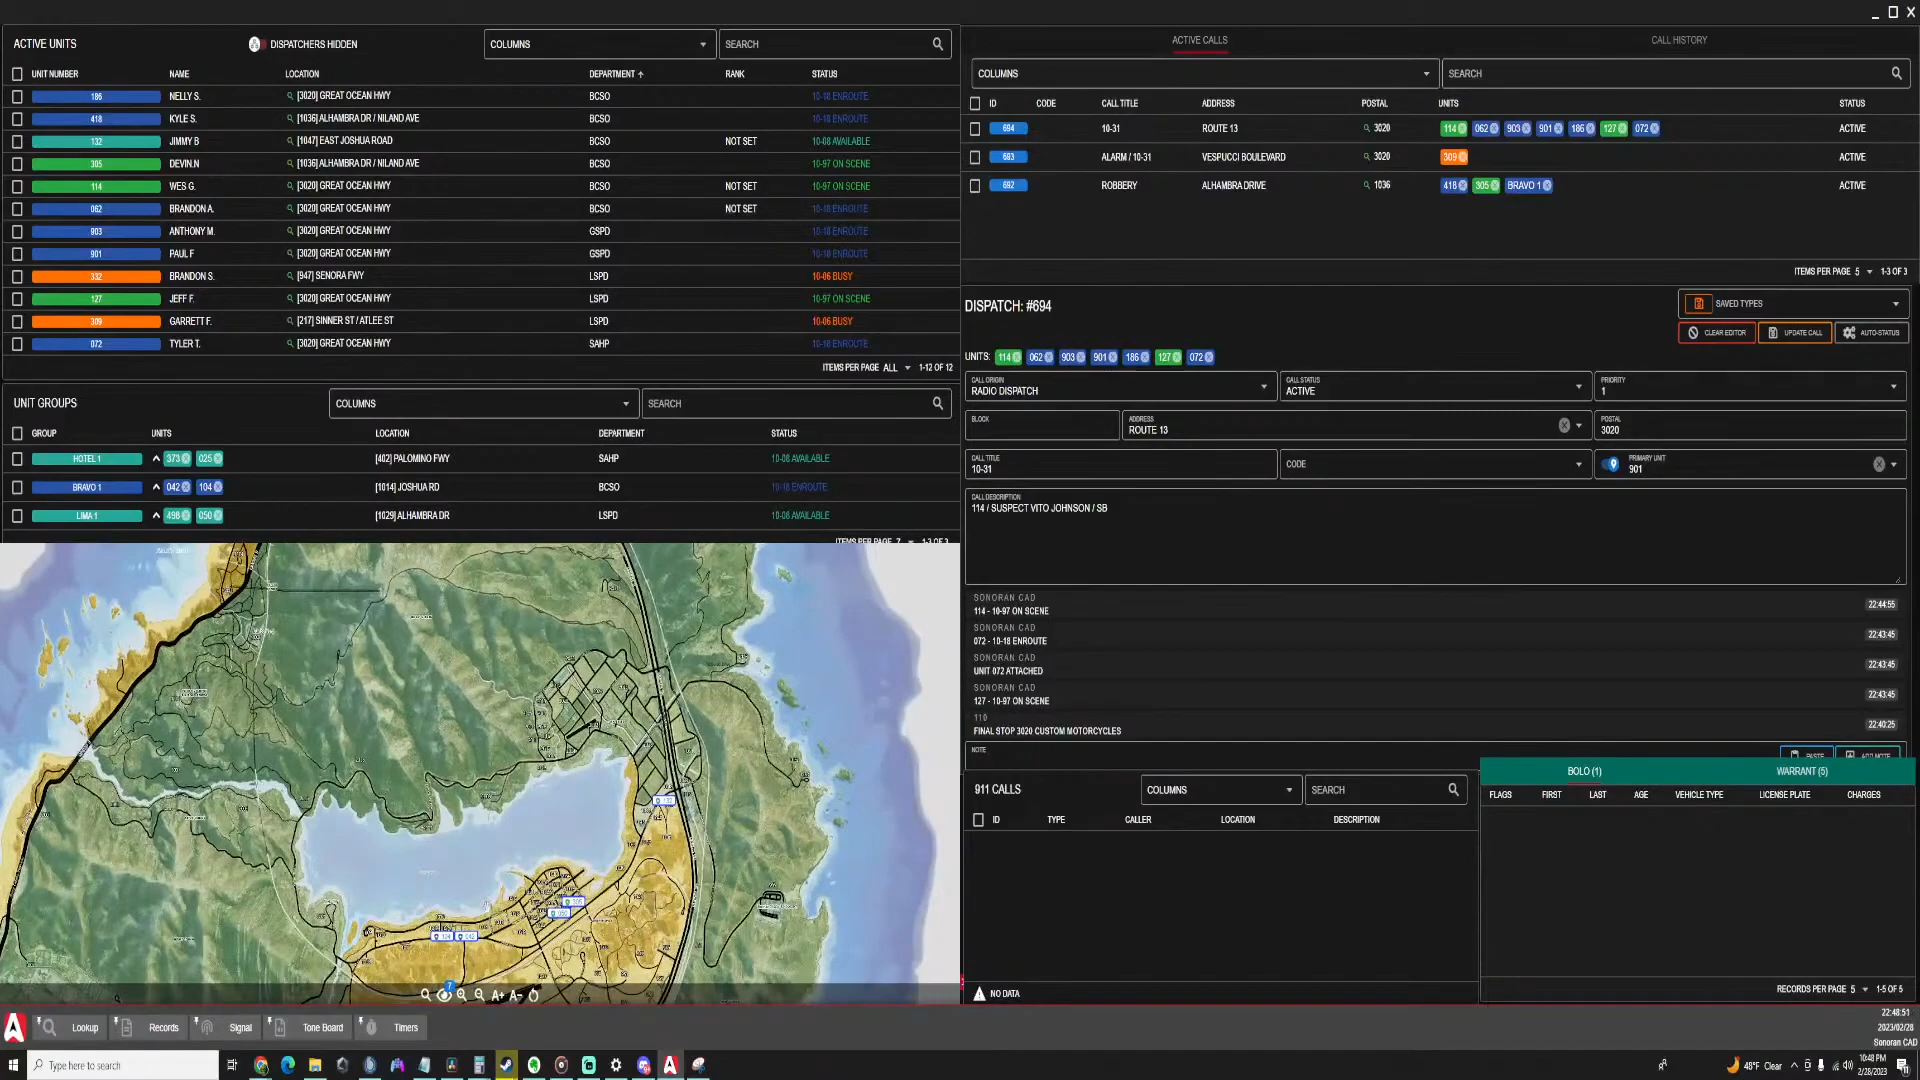 ACTIVE UNITS
DISPATCHERS HIDDEN
COLUMNS
SEARCH
UNIT NUMBER NAME LOCATION DEPARTMENT RANK STATUS
186 NELLY S. [3020] GREAT OCEAN HWY BCSO 10-18 ENROUTE
418 KYLE S. [1036] ALHAMBRA DR / NILAND AVE BCSO 10-18 ENROUTE
132 JIMMY B [1047] EAST JOSHUA ROAD BCSO NOT SET 10-08 AVAILABLE
305 DEVIN.N [1036] ALHAMBRA DR / NILAND AVE BCSO 10-97 ON SCENE
114 WES G. [3020] GREAT OCEAN HWY BCSO NOT SET 10-97 ON SCENE
062 BRANDON A. [3020] GREAT OCEAN HWY BCSO NOT SET 10-18 ENROUTE
903 ANTHONY M. [3020] GREAT OCEAN HWY GSPD 10-18 ENROUTE
901 PAUL F [3020] GREAT OCEAN HWY GSPD 10-18 ENROUTE
332 BRANDON S. [947] SENORA FWY LSPD 10-06 BUSY
127 JEFF F. [3020] GREAT OCEAN HWY LSPD 10-97 ON SCENE
309 GARRETT F. [217] SINNER ST / ATLEE ST LSPD 10-06 BUSY
072 TYLER T. [3020] GREAT OCEAN HWY SAHP 10-18 ENROUTE
ITEMS PER PAGE ALL 1-12 OF 12
UNIT GROUPS
COLUMNS
SEARCH
GROUP UNITS LOCATION DEPARTMENT STATUS
HOTEL 1 373 025 [402] PALOMINO FWY SAHP 10-08 AVAILABLE
BRAVO 1 042 104 [1014] JOSHUA RD BCSO 10-18 ENROUTE
LIMA 1 498 050 [1029] ALHAMBRA DR LSPD 10-08 AVAILABLE
ITEMS PER PAGE 7 1-3 OF 3
132
305
050
104 042
7
A+ A-
ACTIVE CALLS
CALL HISTORY
COLUMNS
SEARCH
ID CODE CALL TITLE ADDRESS POSTAL UNITS STATUS
694 10-31 ROUTE 13 3020 114 062 903 901 186 127 072 ACTIVE
693 ALARM / 10-31 VESPUCCI BOULEVARD 3020 309 ACTIVE
692 ROBBERY ALHAMBRA DRIVE 1036 418 305 BRAVO 1 ACTIVE
ITEMS PER PAGE 5 1-3 OF 3
DISPATCH: #694
SAVED TYPES
CLEAR EDITOR
UPDATE CALL
AUTO-STATUS
UNITS: 114 062 903 901 186 127 072
CALL ORIGIN
RADIO DISPATCH
CALL STATUS
ACTIVE
PRIORITY
1
BLOCK
ADDRESS
ROUTE 13
POSTAL
3020
CALL TITLE
10-31
CODE
PRIMARY UNIT
901
CALL DESCRIPTION
114 / SUSPECT VITO JOHNSON / SB
SONORAN CAD
114 - 10-97 ON SCENE
22:44:55
SONORAN CAD
072 - 10-18 ENROUTE
22:43:45
SONORAN CAD
UNIT 072 ATTACHED
22:43:45
SONORAN CAD
127 - 10-97 ON SCENE
22:43:45
110
FINAL STOP 3020 CUSTOM MOTORCYCLES
22:40:25
NOTE
PASTE
ADD NOTE
911 CALLS
COLUMNS
SEARCH
ID TYPE CALLER LOCATION DESCRIPTION
NO DATA
BOLO (1)
WARRANT (5)
FLAGS FIRST LAST AGE VEHICLE TYPE LICENSE PLATE CHARGES
RECORDS PER PAGE 5 1-5 OF 5
Lookup
Records
Signal
Tone Board
Timers
22:48:51
2023/02/28
Sonoran CAD
Type here to search
48°F Clear
10:48 PM
2/28/2023